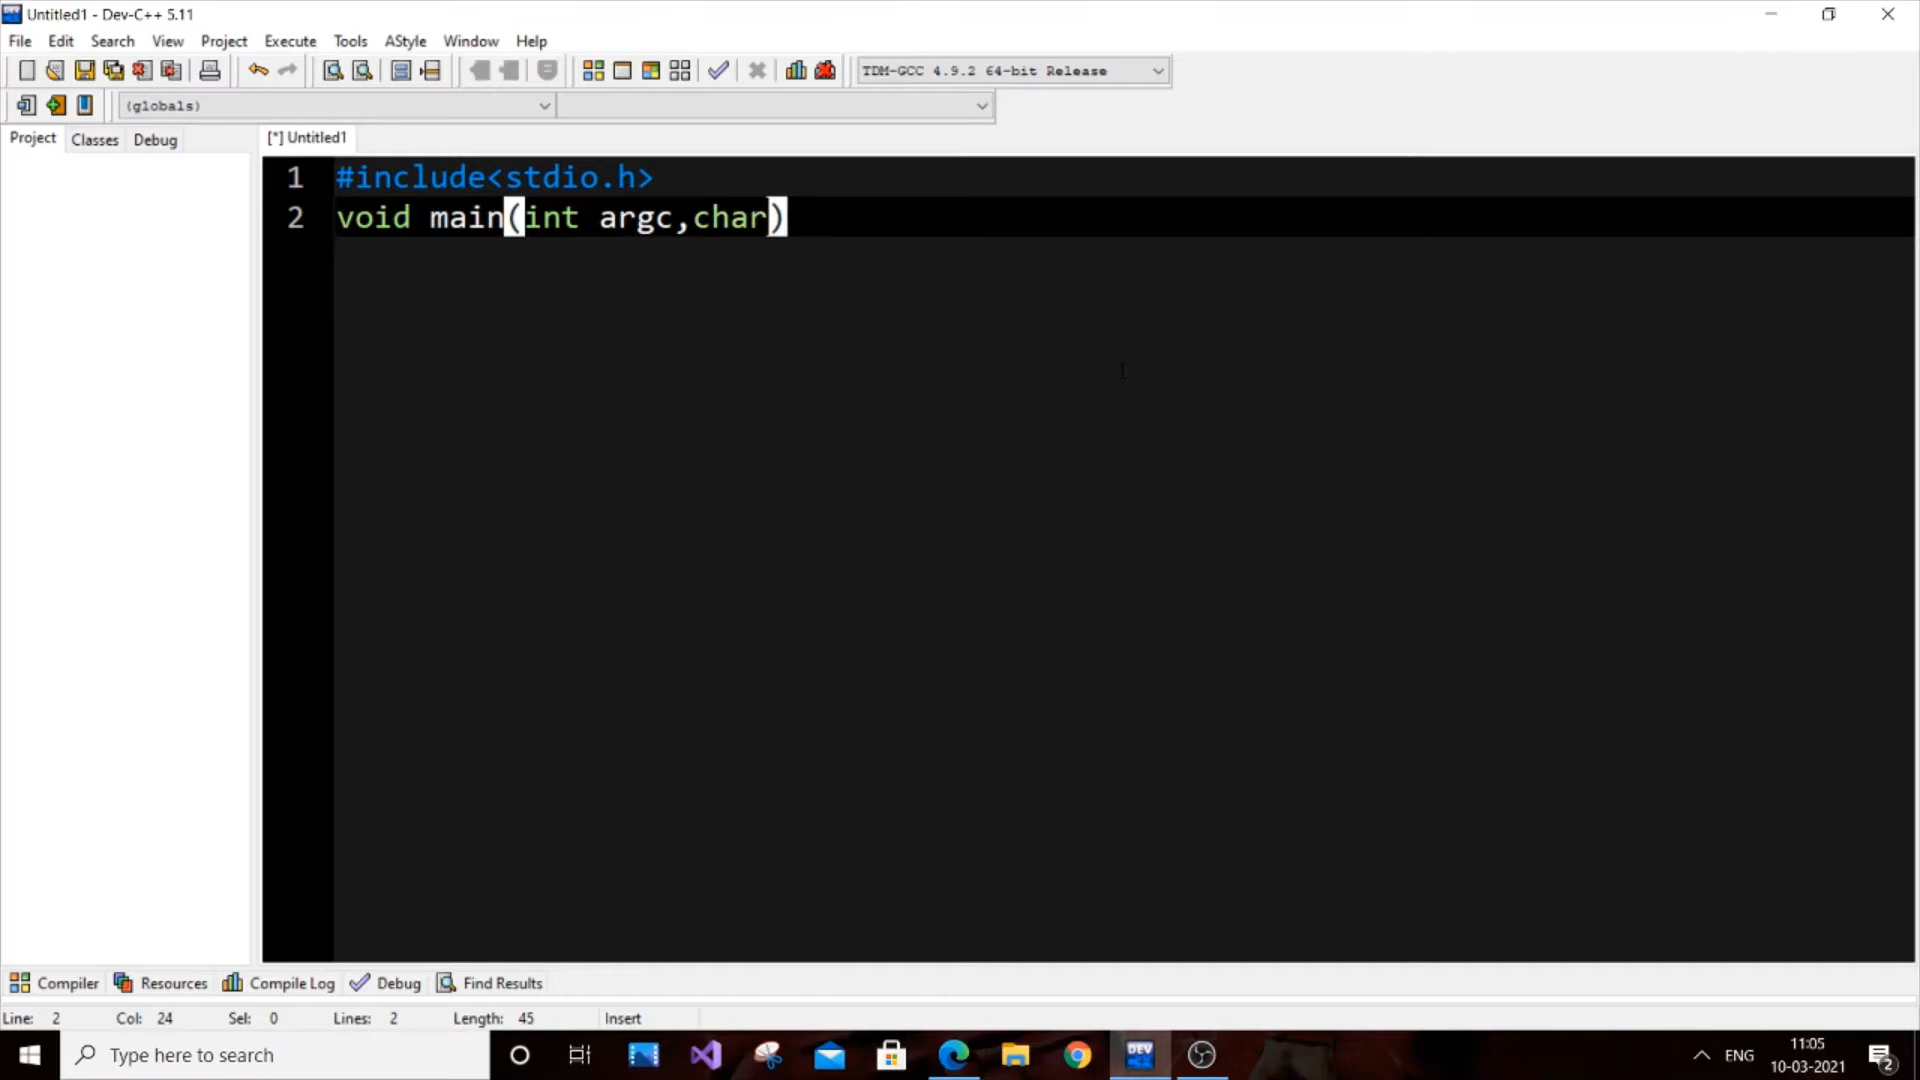 Untitled1 - Dev-C++ 5.11
File Edit Search View Project Execute Tools AStyle Window Help
TDM-GCC 4.9.2 64-bit Release
(globals)
Project Classes Debug [*] Untitled1
1 #include<stdio.h>
2 void main(int argc,char)
Compiler Resources Compile Log Debug Find Results
Line: 2 Col: 24 Sel: 0 Lines: 2 Length: 45 Insert
Type here to search
DEV
ENG
11:05
10-03-2021
2